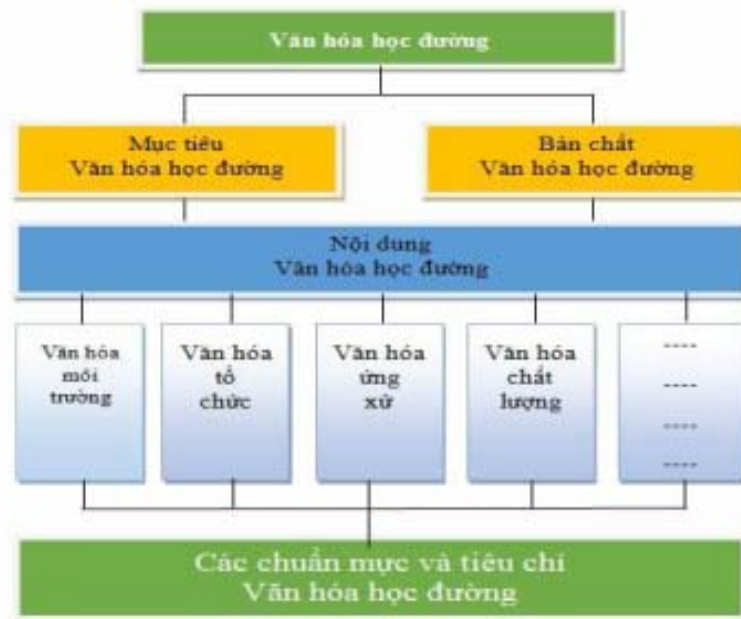 Văn hóa học đường
Mục tiêu
Văn hóa học đường
Bản chất
Văn hóa học đường
Nội dung
Văn hóa học đường
Văn hóa
môi
trường
Văn hóa
tổ
chức
Văn hóa
ứng
xử
Văn hóa
chất
lượng
----
----
----
----
Các chuẩn mực và tiêu chí
Văn hóa học đường